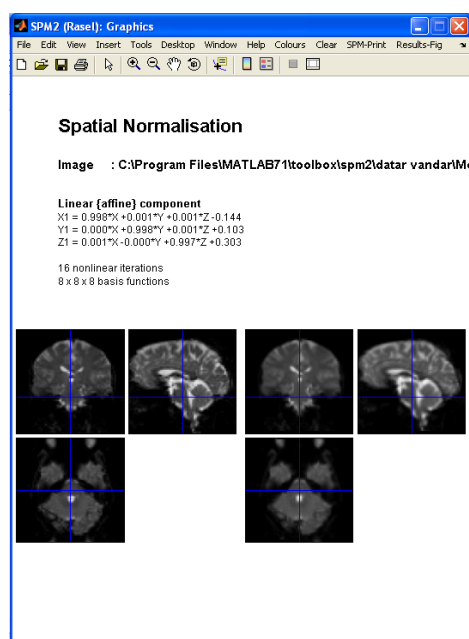 SPM2 (Rasel): Graphics
File Edit View Insert Tools Desktop Window Help Colours Clear SPM-Print Results-Fig
Spatial Normalisation
Image : C:\Program Files\MATLAB71\toolbox\spm2\datar vandar\M
Linear {affine} component
X1 = 0.998*X +0.001*Y +0.001*Z -0.144
Y1 = 0.000*X +0.998*Y +0.001*Z +0.103
Z1 = 0.001*X -0.000*Y +0.997*Z +0.303
16 nonlinear iterations
8 x 8 x 8 basis functions